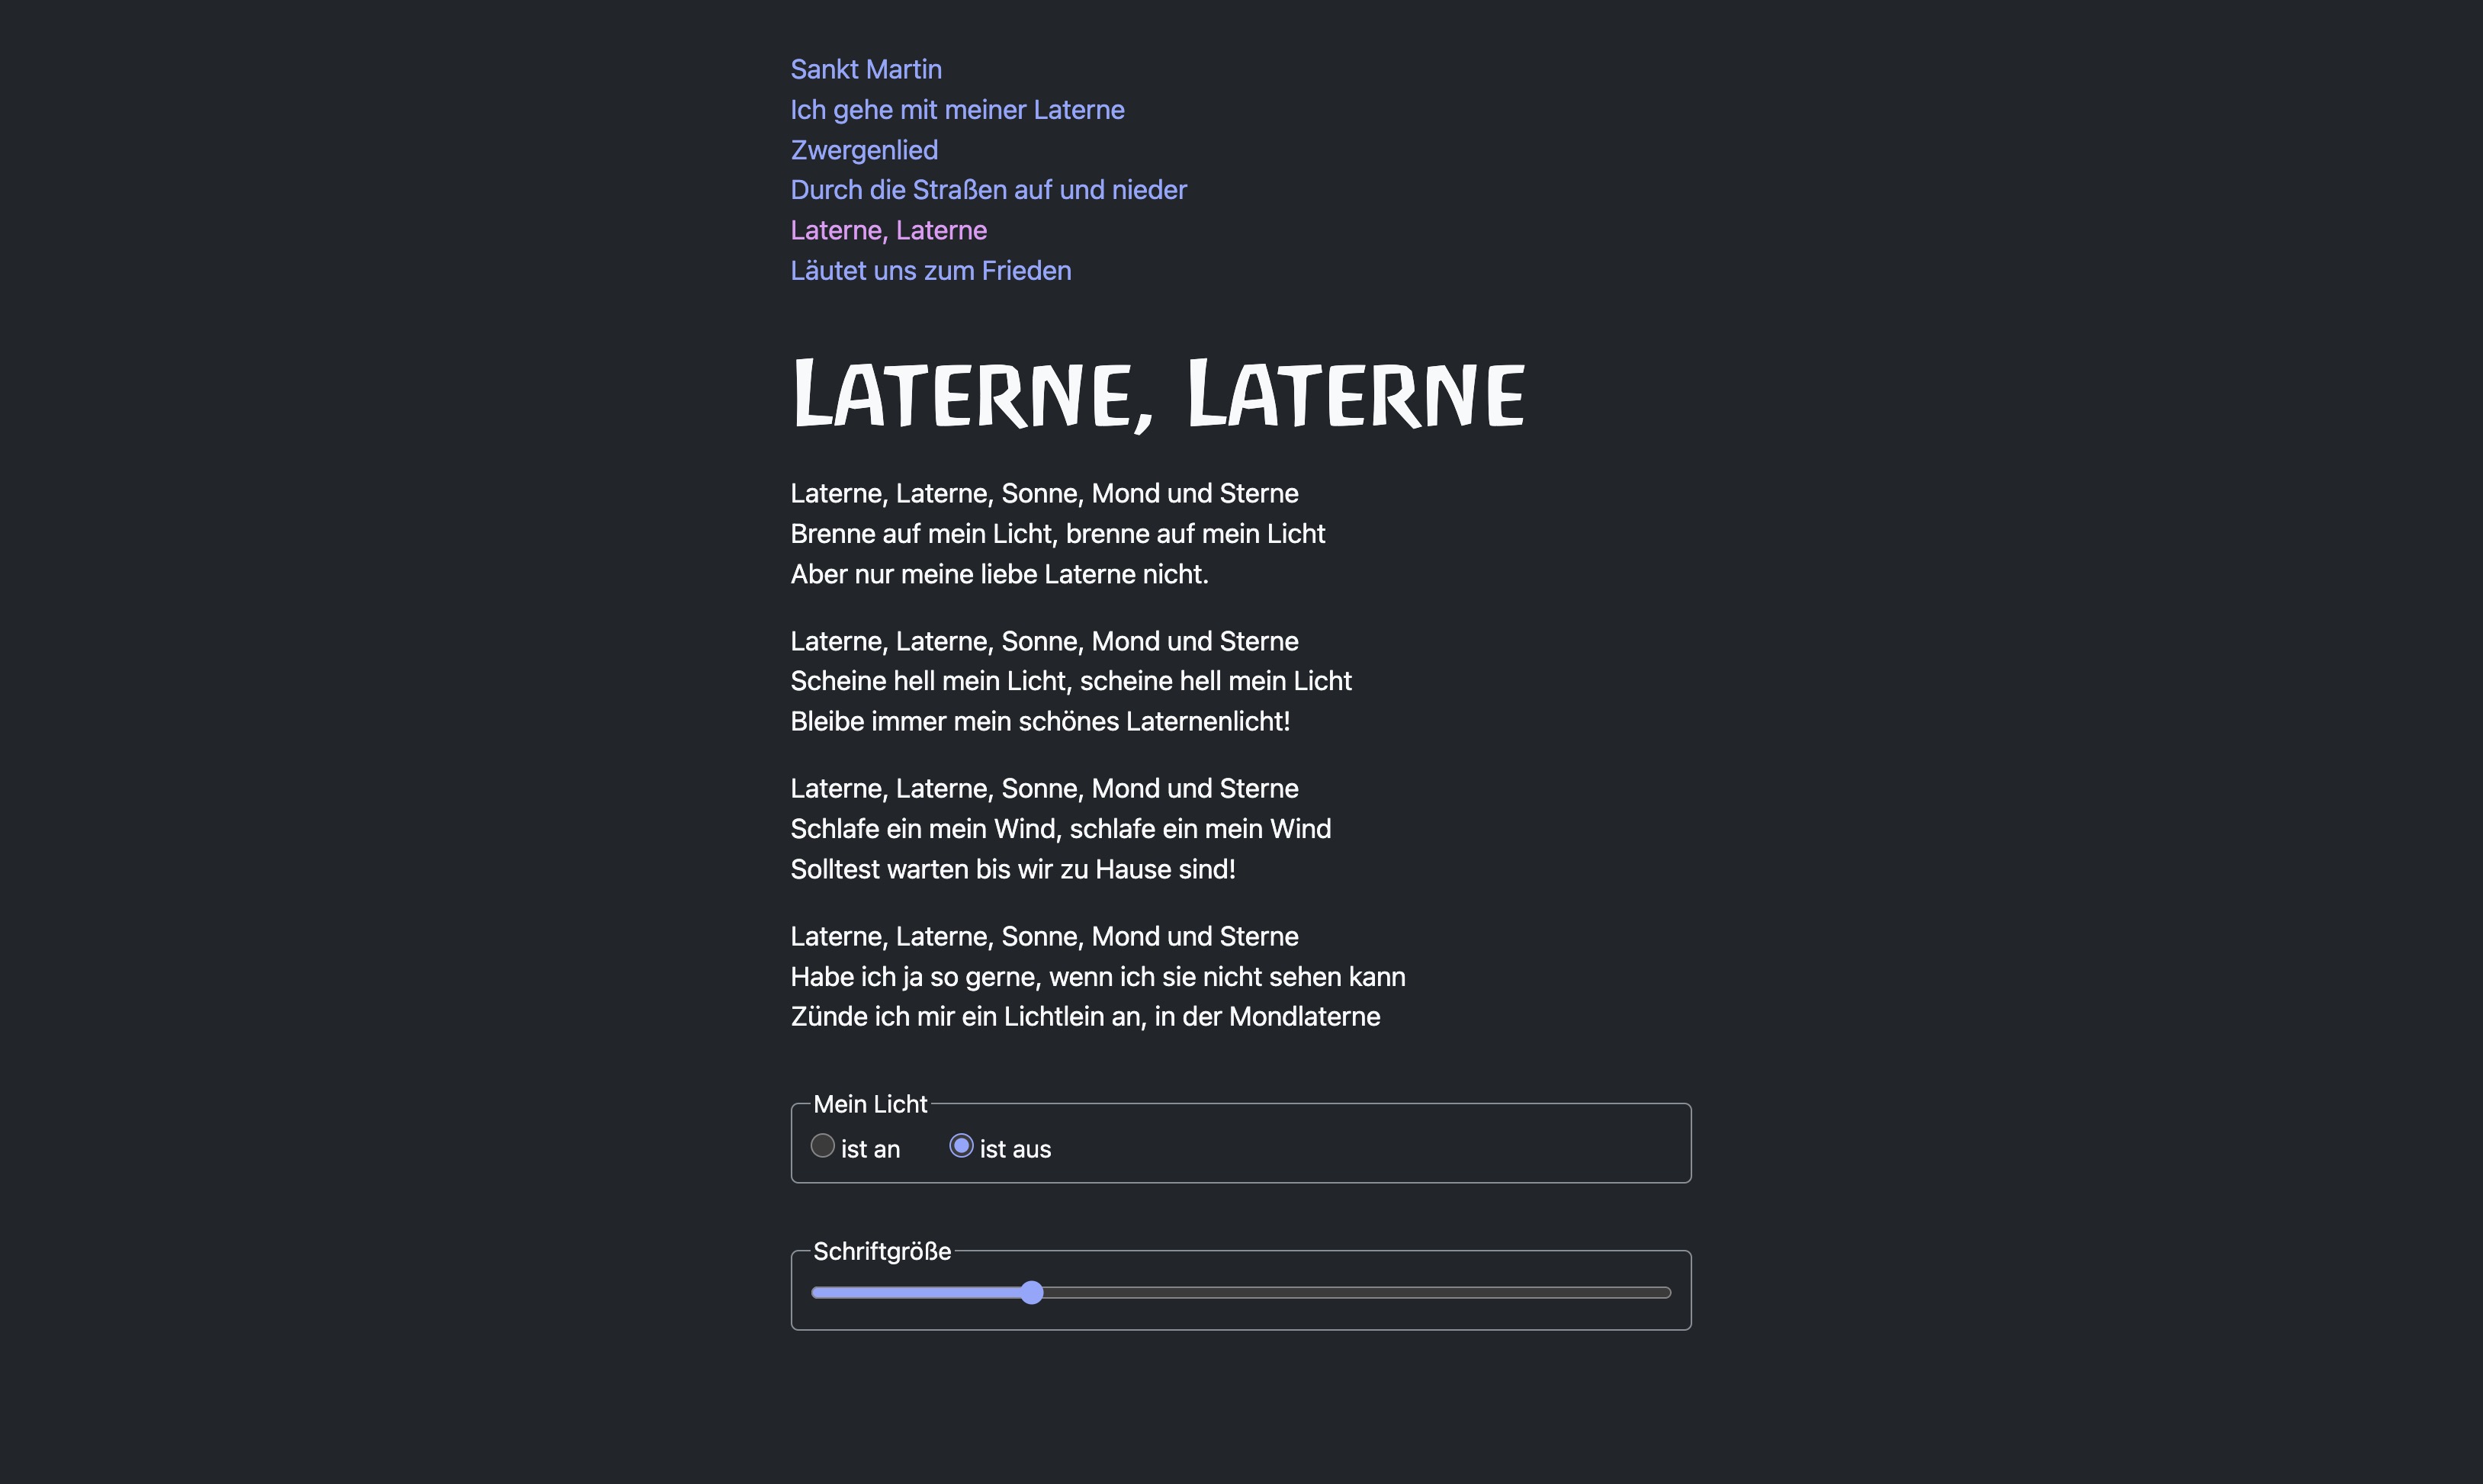 Sankt Martin
Ich gehe mit meiner Laterne
Zwergenlied
Durch die Straßen auf und nieder
Laterne, Laterne
Läutet uns zum Frieden
Laterne, Laterne
Laterne, Laterne, Sonne, Mond und Sterne
Brenne auf mein Licht, brenne auf mein Licht
Aber nur meine liebe Laterne nicht.
Laterne, Laterne, Sonne, Mond und Sterne
Scheine hell mein Licht, scheine hell mein Licht
Bleibe immer mein schönes Laternenlicht!
Laterne, Laterne, Sonne, Mond und Sterne
Schlafe ein mein Wind, schlafe ein mein Wind
Solltest warten bis wir zu Hause sind!
Laterne, Laterne, Sonne, Mond und Sterne
Habe ich ja so gerne, wenn ich sie nicht sehen kann
Zünde ich mir ein Lichtlein an, in der Mondlaterne
Mein Licht
ist an ist aus
Schriftgröße